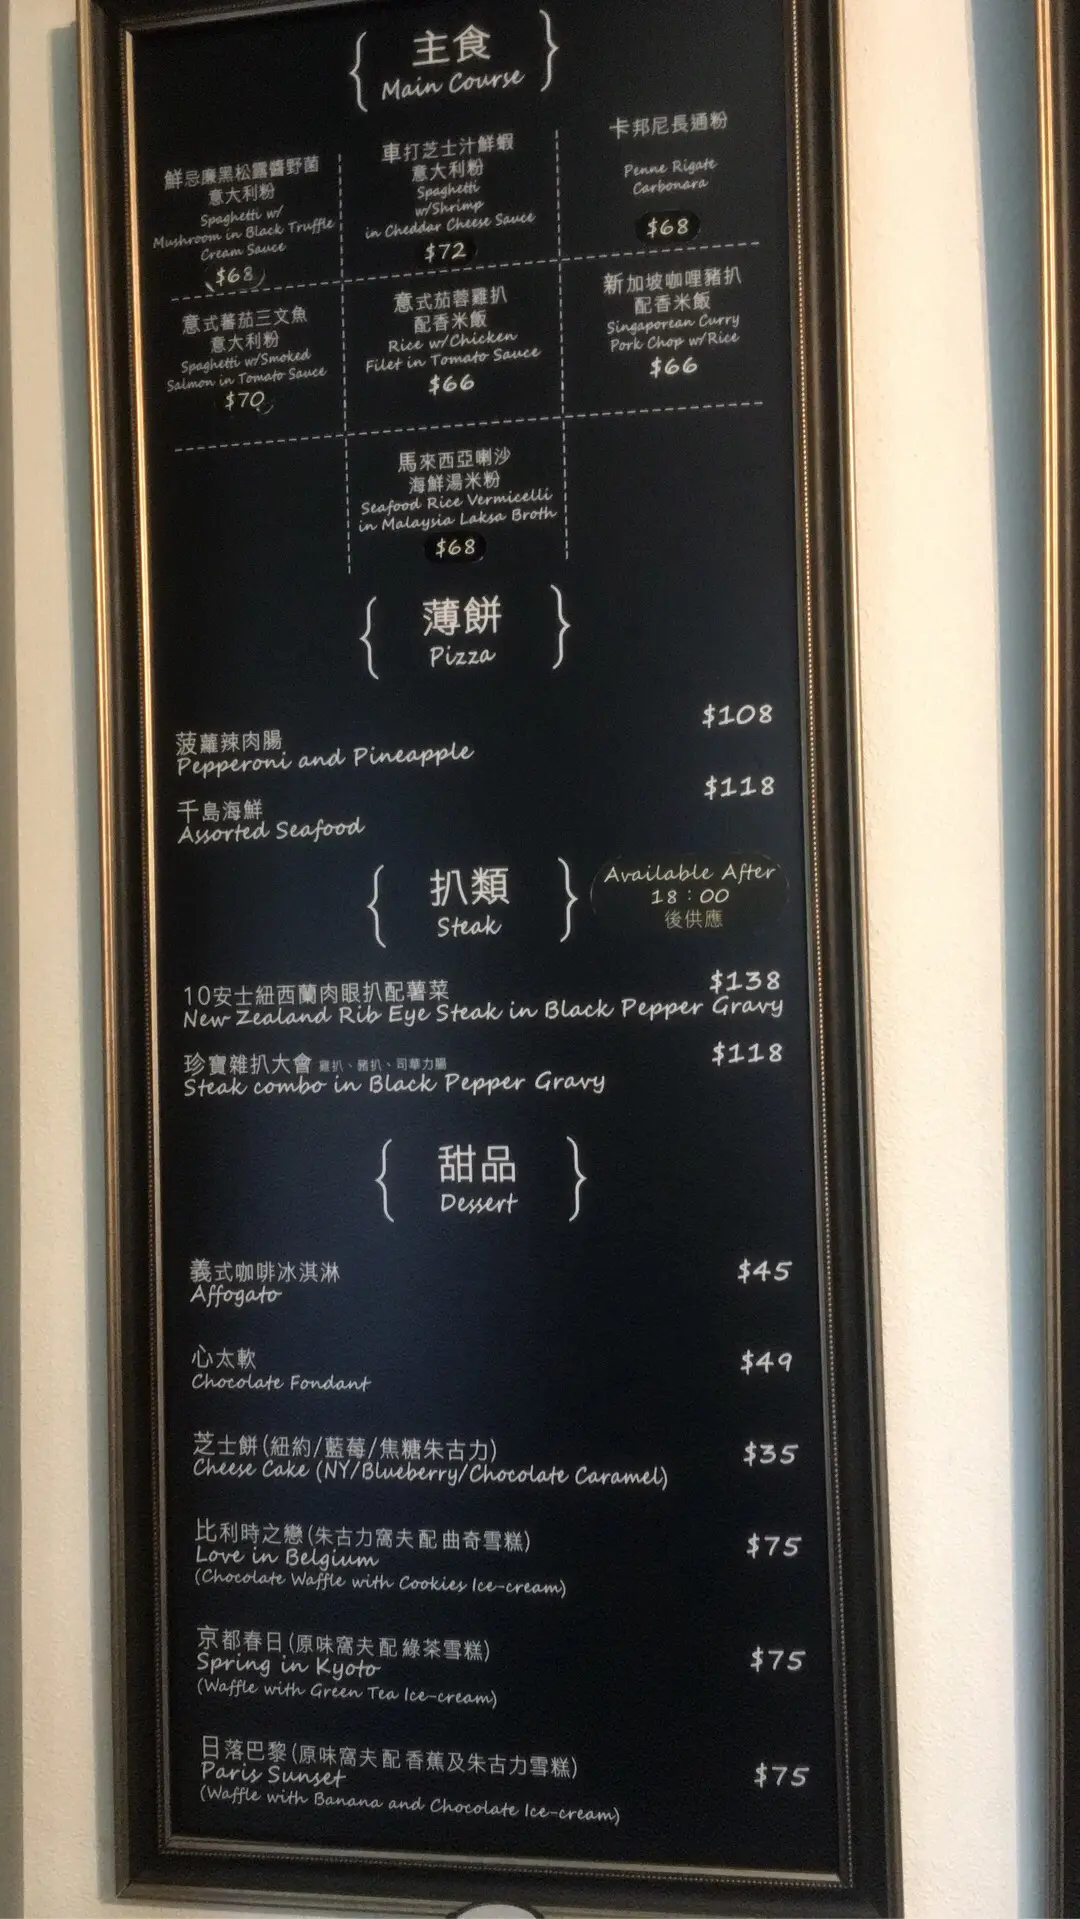 主食
Main Course
鮮忌廉黑松露醬野菌
意大利粉
Spaghetti w/
Mushroom in Black Truffle
Cream Sauce
$68
車打芝士汁鮮蝦
意大利粉
Spaghetti
w/Shrimp
in Cheddar Cheese Sauce
$72
卡邦尼長通粉
Penne Rigate
Carbonara
$68
意式蕃茄三文魚
意大利粉
Spaghetti w/Smoked
Salmon in Tomato Sauce
$70
意式茄蓉雞扒
配香米飯
Rice w/Chicken
Filet in Tomato Sauce
$66
新加坡咖哩豬扒
配香米飯
Singaporean Curry
Pork Chop w/Rice
$66
馬來西亞喇沙
海鮮湯米粉
Seafood Rice Vermicelli
in Malaysia Laksa Broth
$68
薄餅
Pizza
菠蘿辣肉腸 $108
Pepperoni and Pineapple
千島海鮮 $118
Assorted Seafood
扒類
Steak
Available After
18：00
後供應
10安士紐西蘭肉眼扒配薯菜 $138
New Zealand Rib Eye Steak in Black Pepper Gravy
珍寶雜扒大會 雞扒、豬扒、司華力腸 $118
Steak combo in Black Pepper Gravy
甜品
Dessert
義式咖啡冰淇淋 $45
Affogato
心太軟 $49
Chocolate Fondant
芝士餅(紐約/藍莓/焦糖朱古力) $35
Cheese Cake (NY/Blueberry/Chocolate Caramel)
比利時之戀(朱古力窩夫配曲奇雪糕) $75
Love in Belgium
(Chocolate Waffle with Cookies Ice-cream)
京都春日(原味窩夫配綠茶雪糕) $75
Spring in Kyoto
(Waffle with Green Tea Ice-cream)
日落巴黎(原味窩夫配香蕉及朱古力雪糕) $75
Paris Sunset
(Waffle with Banana and Chocolate Ice-cream)